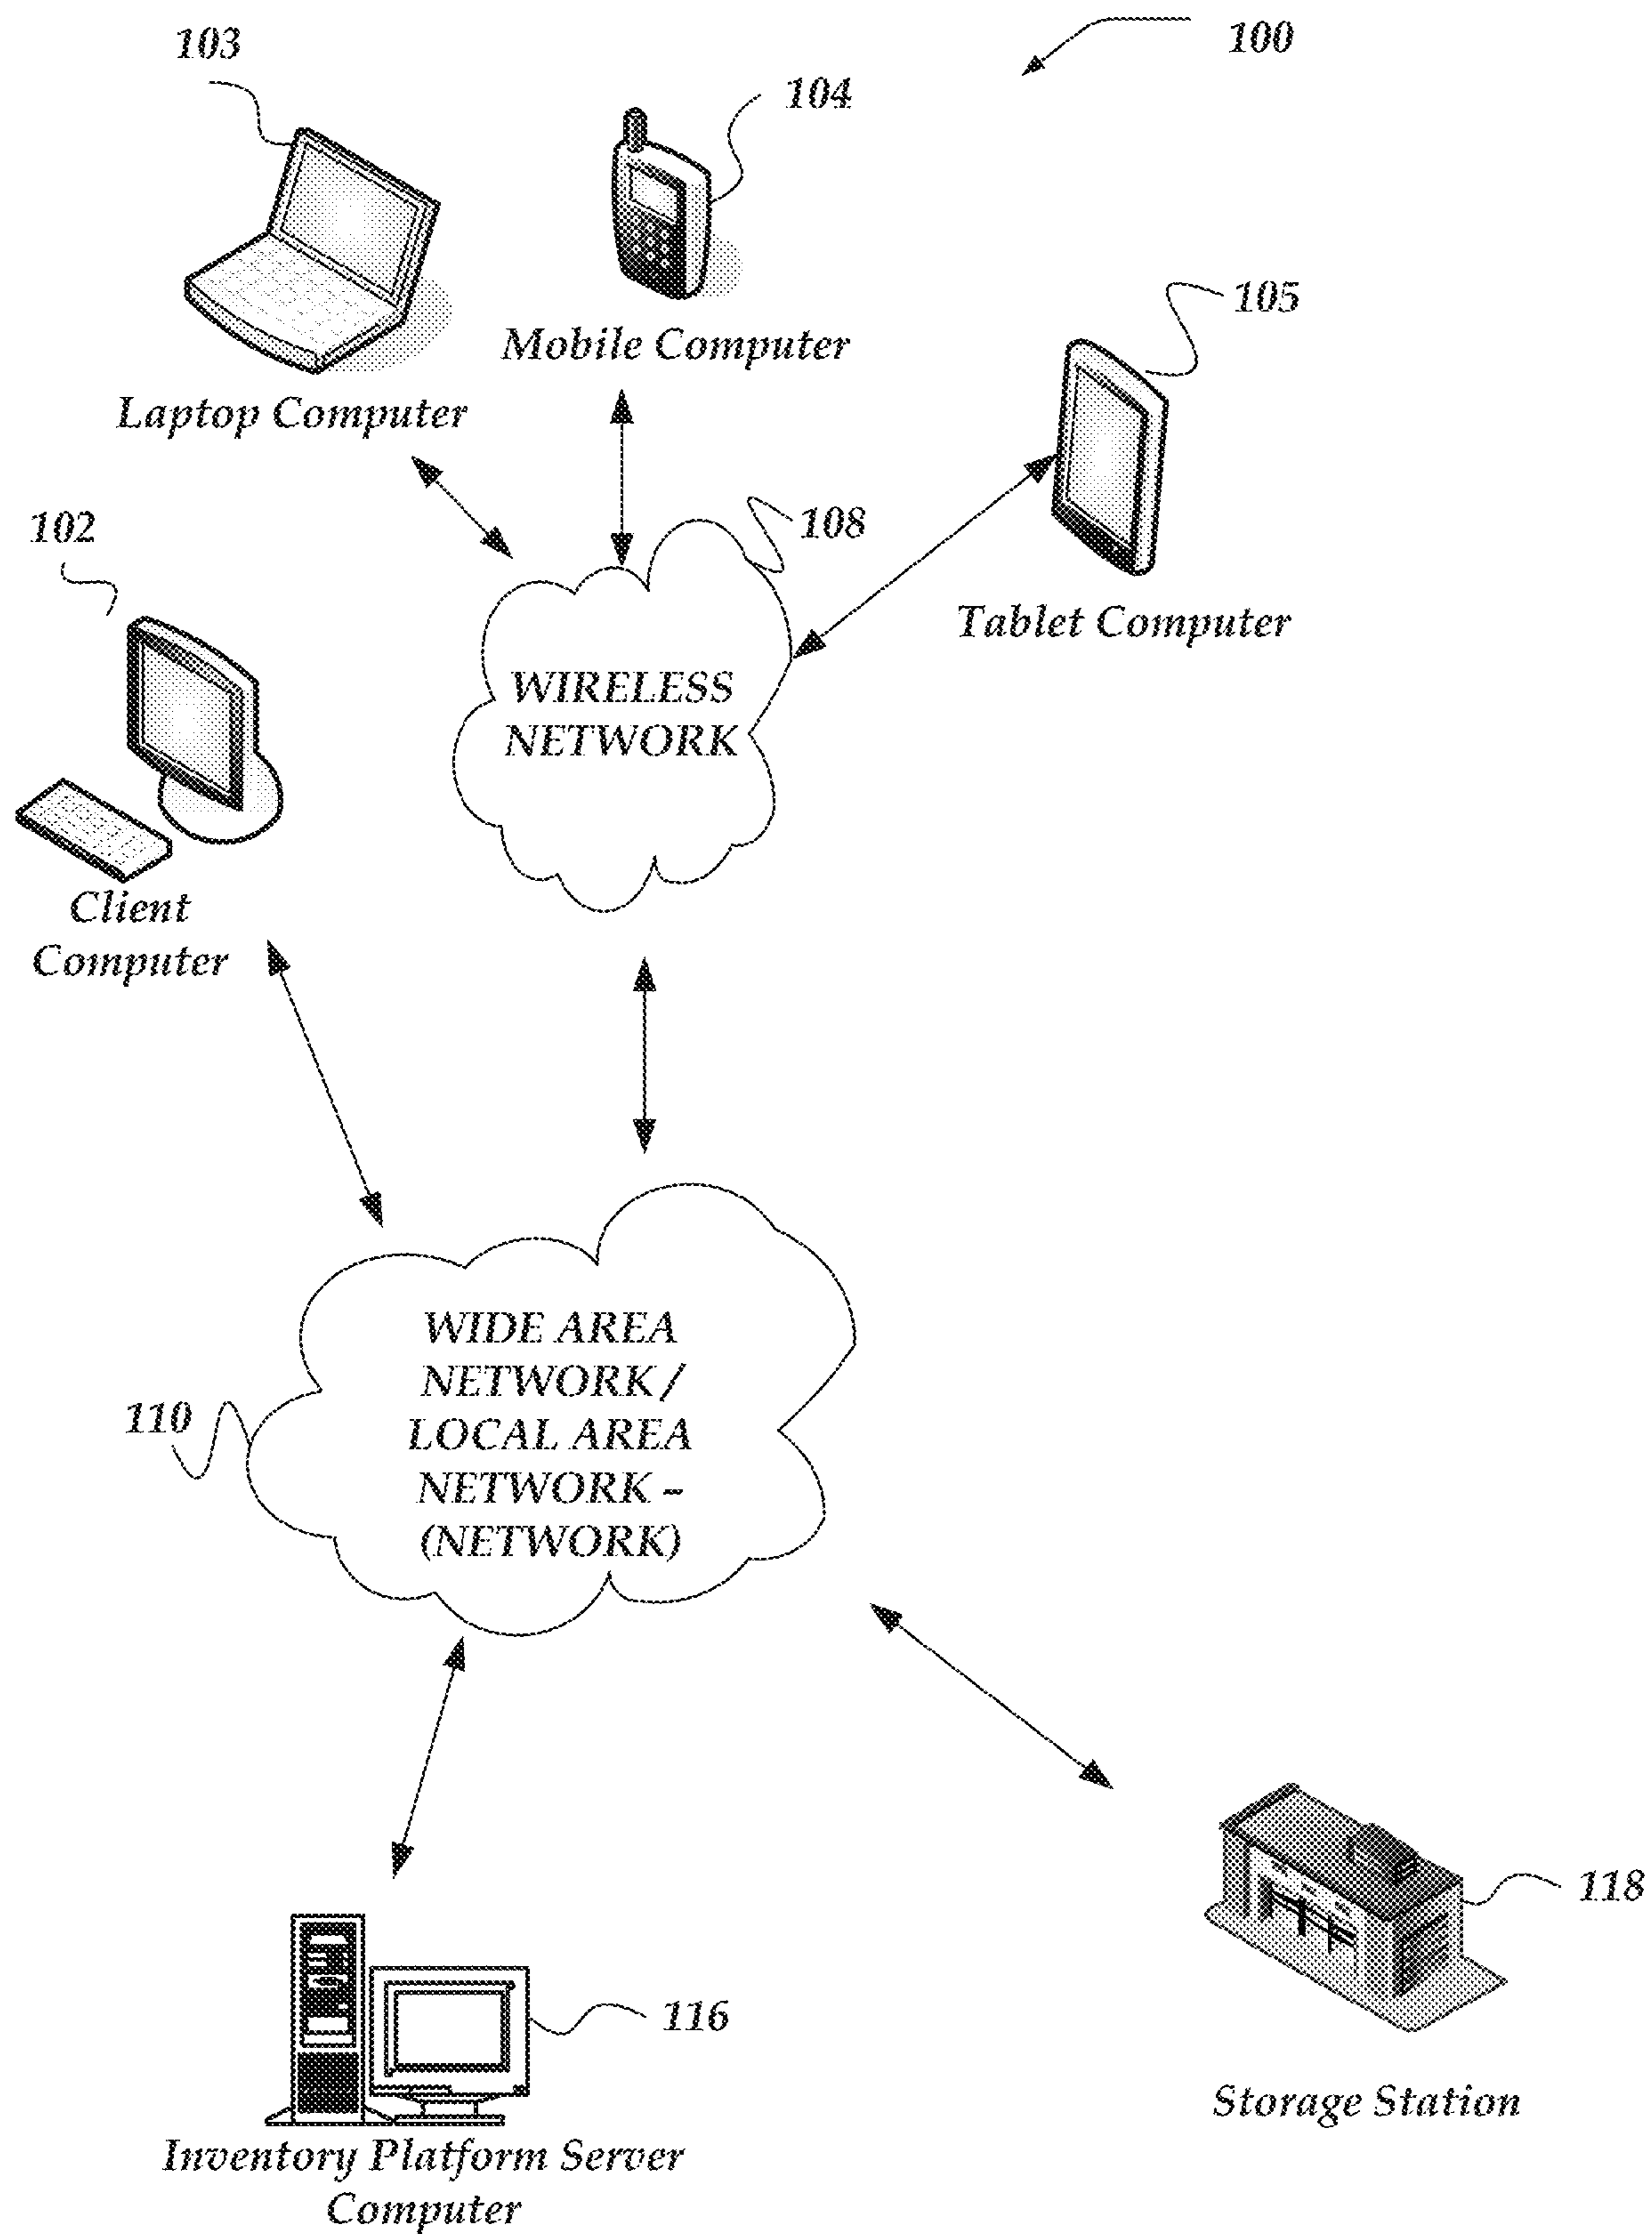 103
100
104
105
Mobile Computer
Laptop Computer
102
108
Tablet Computer
WIRELESS
NETWORK
Client
Computer
WIDE AREA
NETWORK /
LOCAL AREA
NETWORK –
(NETWORK)
110
118
116
Storage Station
Inventory Platform Server
Computer